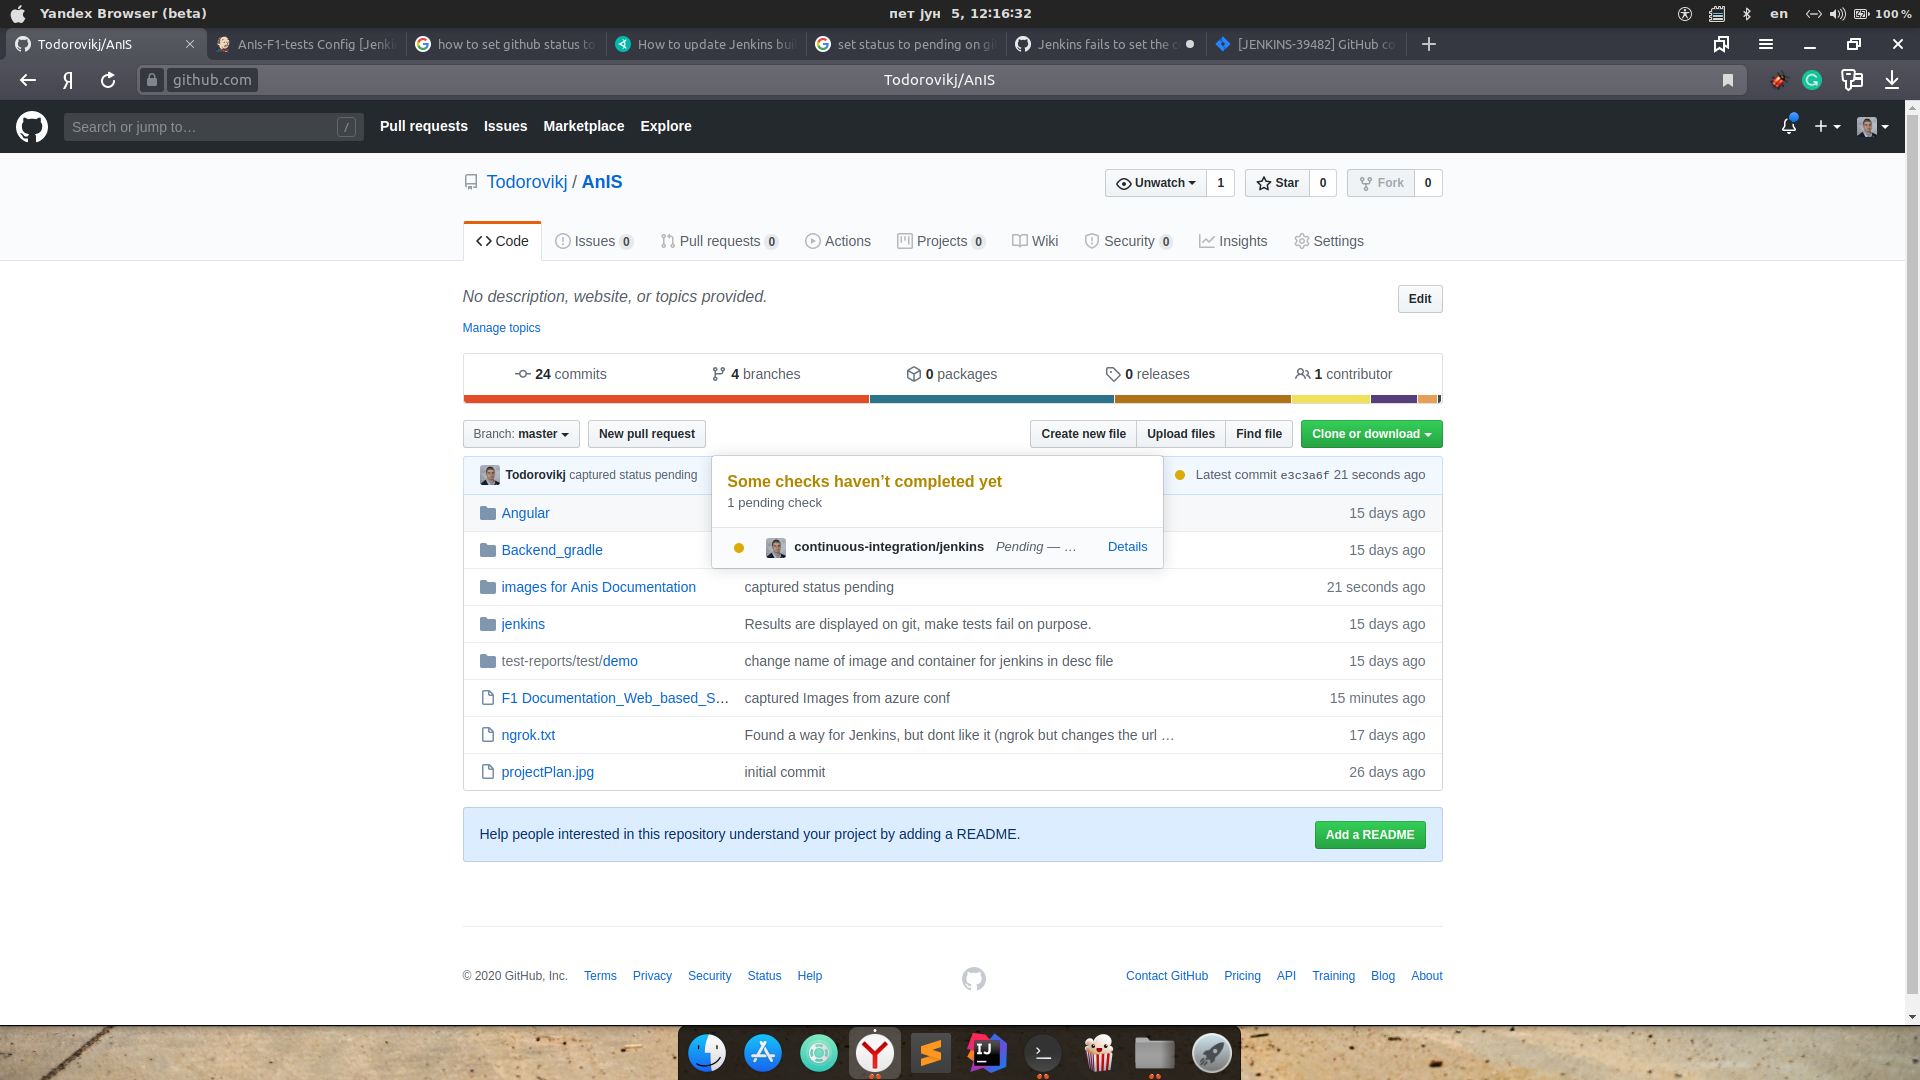 Yandex Browser (beta)
пет јун 5, 12:16:32
en
100 %
Todorovikj/AnIS
AnIs-F1-tests Config [Jenki
how to set github status to
How to update Jenkins bui
set status to pending on gi
Jenkins fails to set the c
[JENKINS-39482] GitHub co
Я
github.com
Todorovikj/AnIS
Search or jump to…
/
Pull requests
Issues
Marketplace
Explore
Todorovikj / AnIS
Unwatch 1
Star 0
Fork 0
Code
Issues 0
Pull requests 0
Actions
Projects 0
Wiki
Security 0
Insights
Settings
No description, website, or topics provided.
Edit
Manage topics
24 commits
4 branches
0 packages
0 releases
1 contributor
Branch: master
New pull request
Create new file
Upload files
Find file
Clone or download
Todorovikj captured status pending
Latest commit e3c3a6f 21 seconds ago
Some checks haven’t completed yet
1 pending check
continuous-integration/jenkins Pending — …
Details
Angular
15 days ago
Backend_gradle
15 days ago
images for Anis Documentation
captured status pending
21 seconds ago
jenkins
Results are displayed on git, make tests fail on purpose.
15 days ago
test-reports/test/demo
change name of image and container for jenkins in desc file
15 days ago
F1 Documentation_Web_based_S…
captured Images from azure conf
15 minutes ago
ngrok.txt
Found a way for Jenkins, but dont like it (ngrok but changes the url …
17 days ago
projectPlan.jpg
initial commit
26 days ago
Help people interested in this repository understand your project by adding a README.
Add a README
© 2020 GitHub, Inc.
Terms
Privacy
Security
Status
Help
Contact GitHub
Pricing
API
Training
Blog
About
IJ